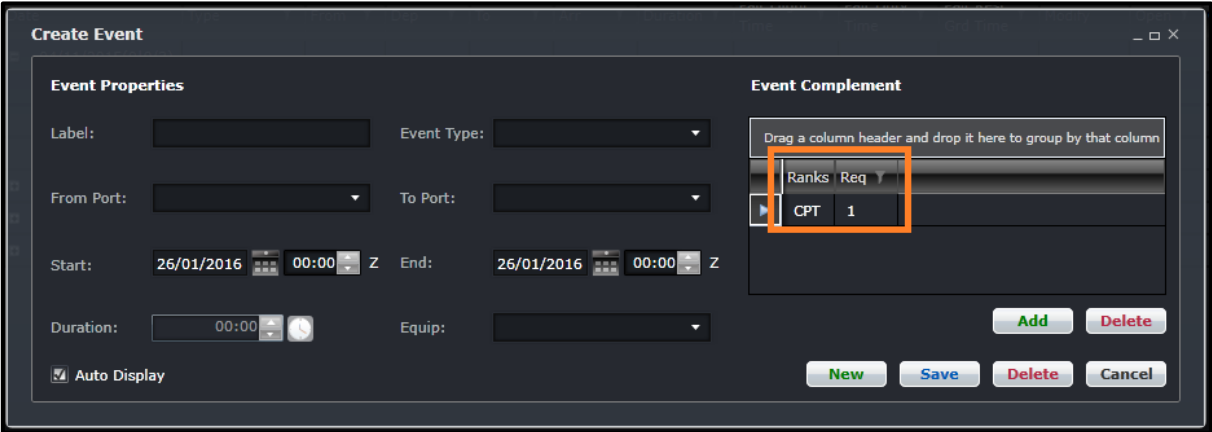 Create Event
Event Properties
Event Complement
Label:
Event Type:
Drag a column header and drop it here to group by that column
Ranks Req
From Port:
To Port:
CPT 1
Start: 26/01/2016 00:00 Z
End: 26/01/2016 00:00 Z
Duration: 00:00
Equip:
Add Delete
Auto Display
New Save Delete Cancel